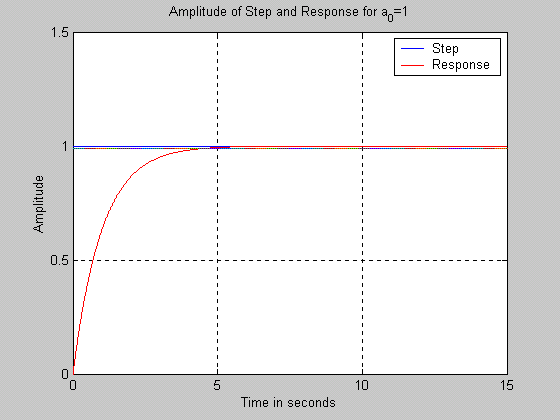 Amplitude of Step and Response for a₀=1
1.5
Step
Response
1
Amplitude
0.5
0
0
5
10
15
Time in seconds